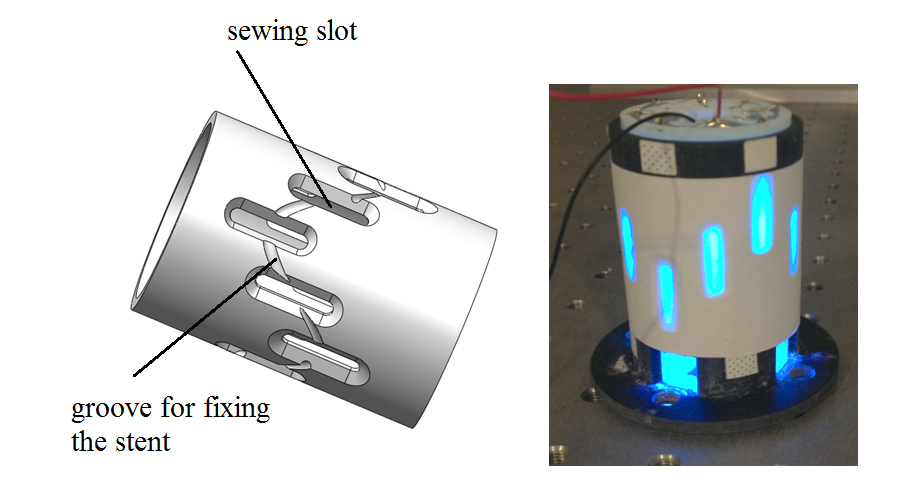 sewing slot
groove for fixing
the stent